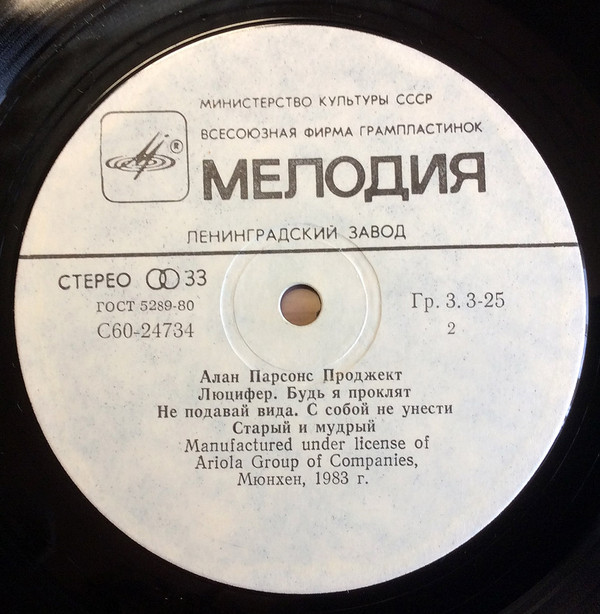 МИНИСТЕРСТВО КУЛЬТУРЫ СССР
ВСЕСОЮЗНАЯ ФИРМА ГРАМПЛАСТИНОК
®
МЕЛОДИЯ
ЛЕНИНГРАДСКИЙ ЗАВОД
СТЕРЕО 33
ГОСТ 5289-80
С60-24734
Гр. 3. 3-25
2
Алан Парсонс Проджект
Люцифер. Будь я проклят
Не подавай вида. С собой не унести
Старый и мудрый
Manufactured under license of
Ariola Group of Companies,
Мюнхен, 1983 г.